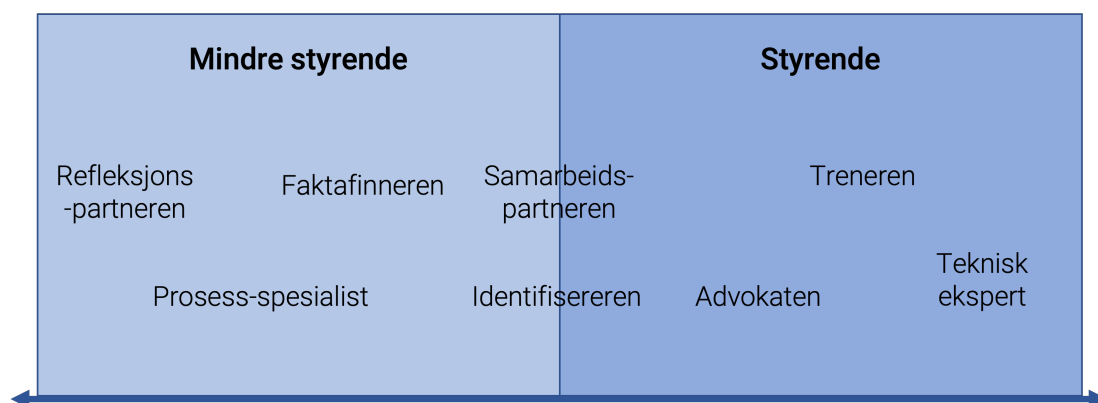 Mindre styrende
Styrende
Refleksjons
-partneren
Faktafinneren
Samarbeids-
partneren
Treneren
Prosess-spesialist
Identifisereren
Advokaten
Teknisk
ekspert